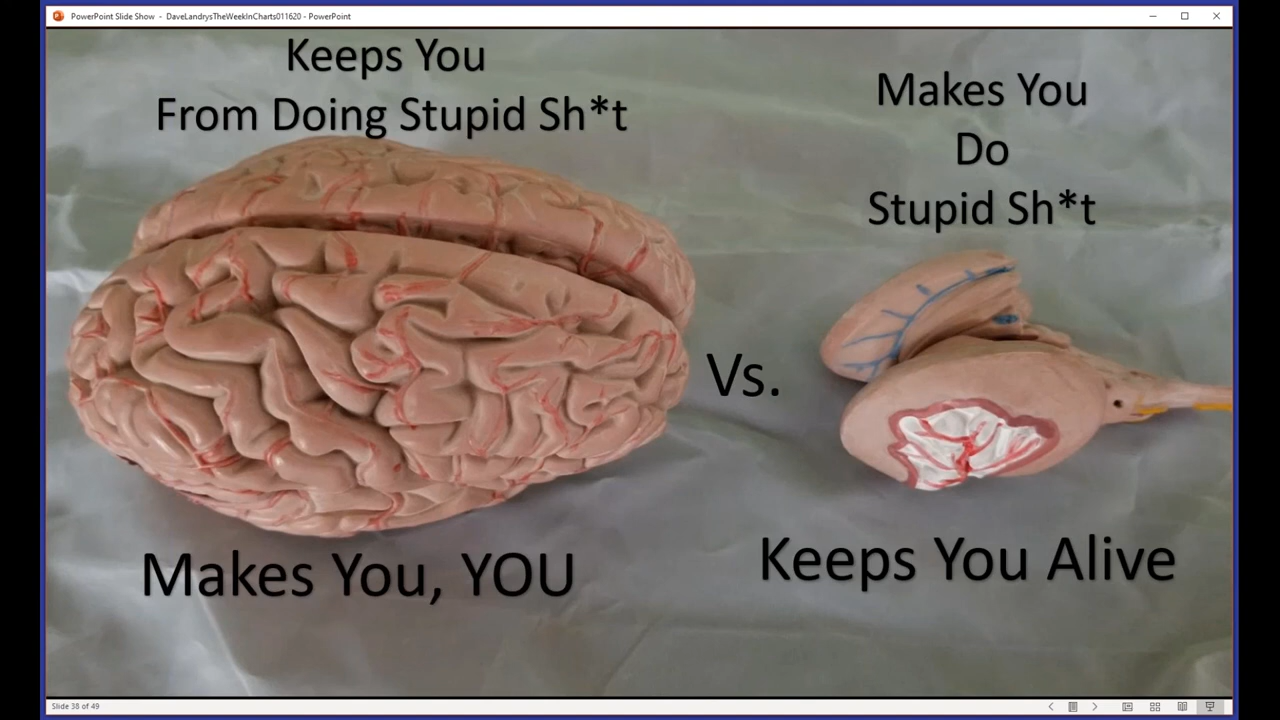 PowerPoint Slide Show - DaveLandrysTheWeekInCharts011620 - PowerPoint
Keeps You
From Doing Stupid Sh*t
Makes You
Do
Stupid Sh*t
Vs.
Makes You, YOU
Keeps You Alive
Slide 38 of 49